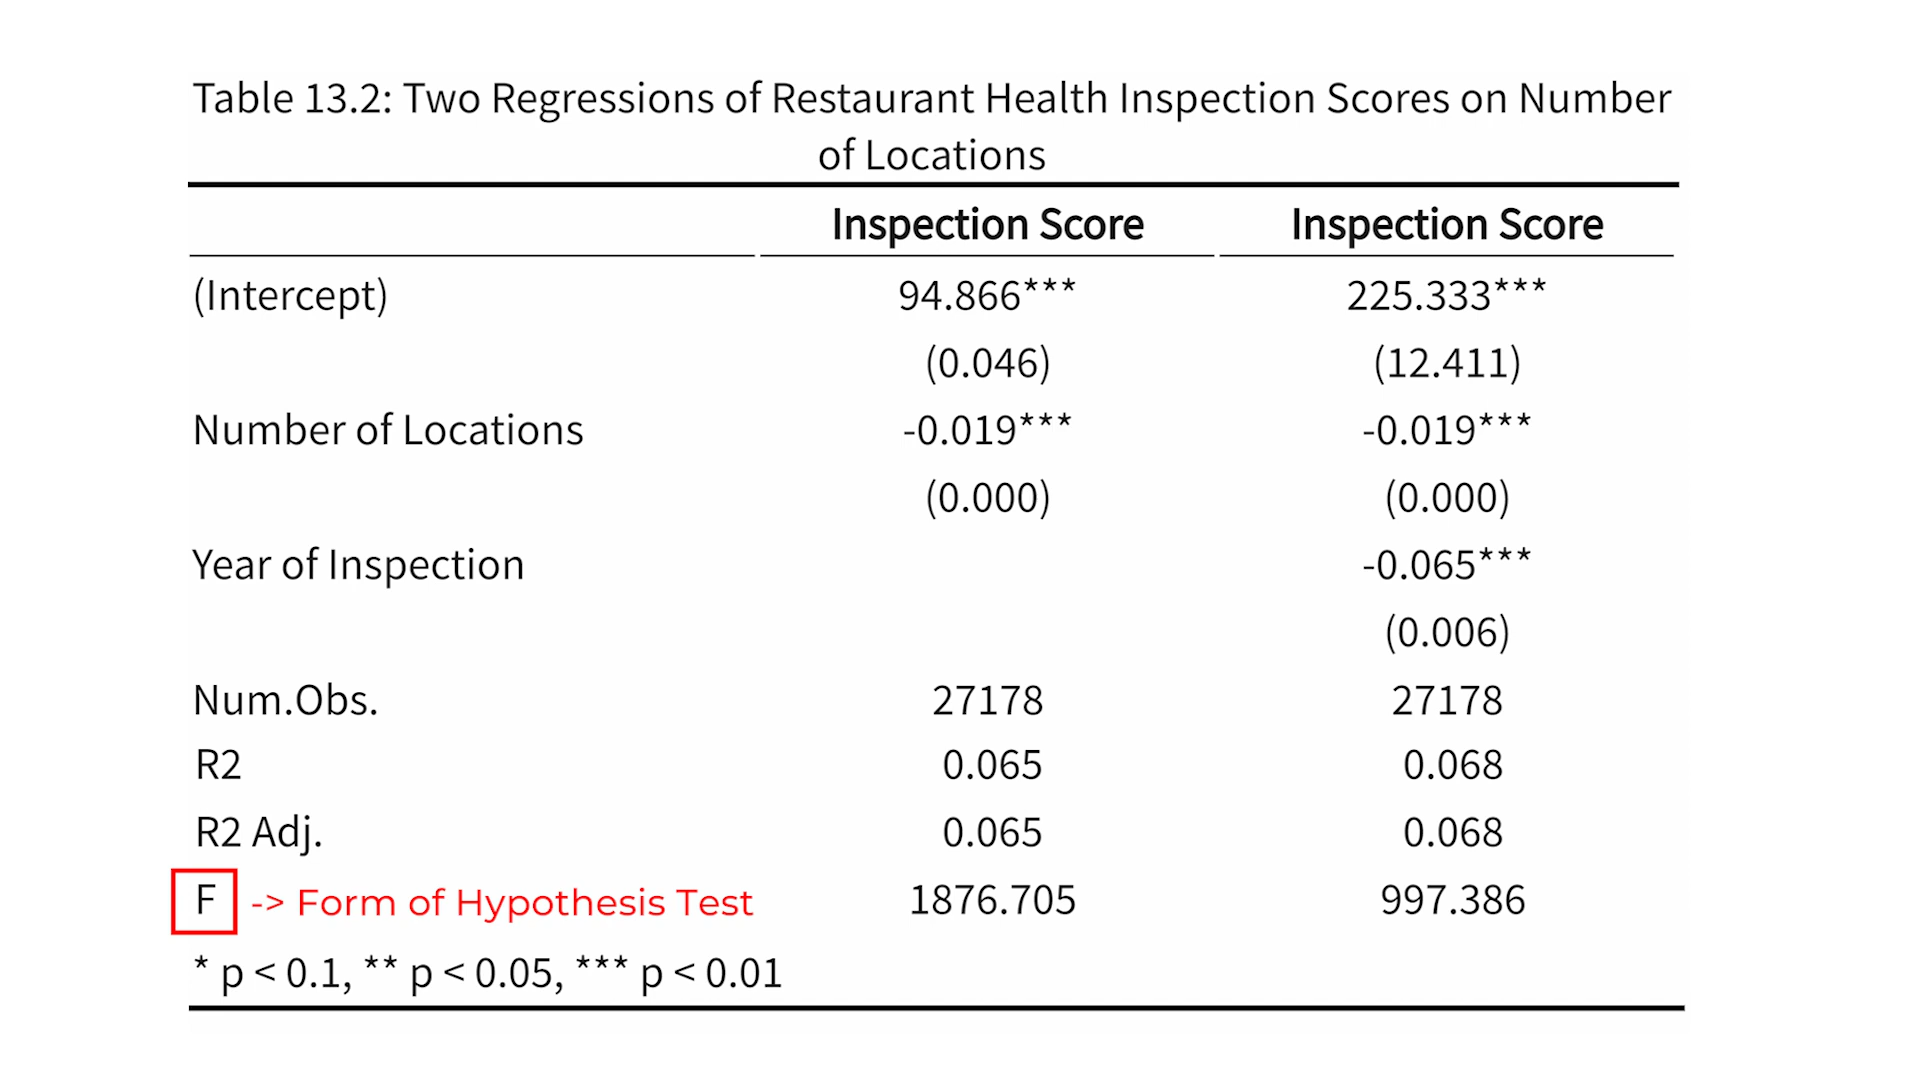 Table 13.2: Two Regressions of Restaurant Health Inspection Scores on Number
of Locations
Inspection Score Inspection Score
(Intercept) 94.866*** 225.333***
(0.046) (12.411)
Number of Locations -0.019*** -0.019***
(0.000) (0.000)
Year of Inspection -0.065***
(0.006)
Num.Obs. 27178 27178
R2 0.065 0.068
R2 Adj. 0.065 0.068
F -> Form of Hypothesis Test 1876.705 997.386
* p < 0.1, ** p < 0.05, *** p < 0.01